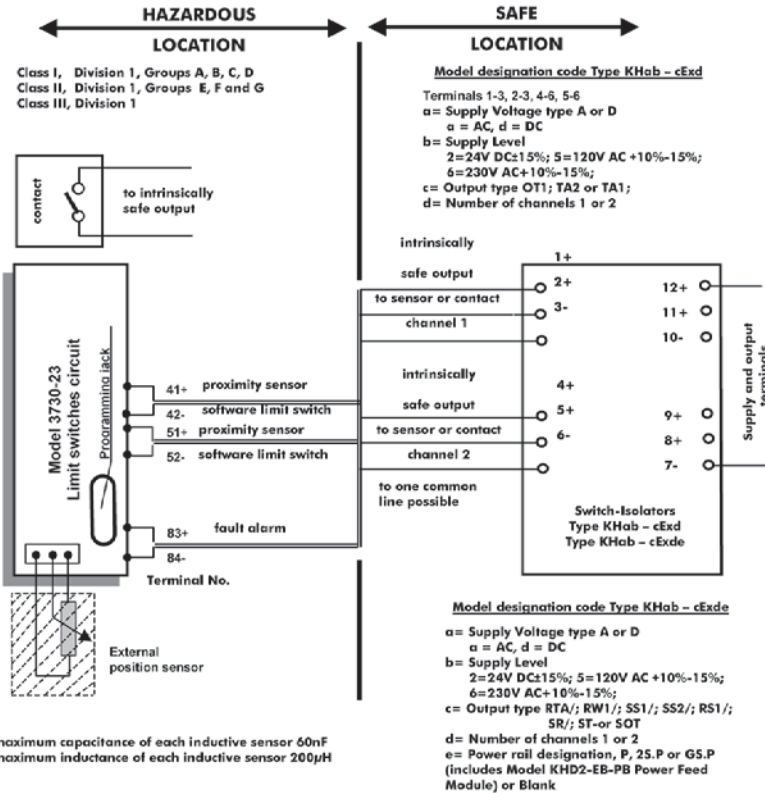 HAZARDOUS
LOCATION
SAFE
LOCATION
Class I, Division 1, Groups A, B, C, D
Class II, Division 1, Groups E, F and G
Class III, Division 1
Model designation code Type KHab – cExd
Terminals 1-3, 2-3, 4-6, 5-6
a= Supply Voltage type A or D
a = AC, d = DC
b= Supply Level
2=24V DC±15%; 5=120V AC +10%-15%;
6=230V AC+10%-15%;
c= Output type OT1; TA2 or TA1;
d= Number of channels 1 or 2
contact
to intrinsically
safe output
intrinsically
safe output
to sensor or contact
channel 1
intrinsically
safe output
to sensor or contact
channel 2
to one common
line possible
1+
2+
3-
4+
5+
6-
12+
11+
10-
9+
8+
7-
Supply and output
terminals
Switch-Isolators
Type KHab – cExd
Type KHab – cExde
Model 3730-23
Limit switches circuit
Programming jack
41+ proximity sensor
42- software limit switch
51+ proximity sensor
52- software limit switch
83+ fault alarm
84-
Terminal No.
External
position sensor
Model designation code Type KHab – cExde
a= Supply Voltage type A or D
a = AC, d = DC
b= Supply Level
2=24V DC±15%; 5=120V AC +10%-15%;
6=230V AC+10%-15%;
c= Output type RTA/; RW1/; SS1/; SS2/; RS1/;
SR/; ST-or SOT
d= Number of channels 1 or 2
e= Power rail designation, P, 2S.P or GS.P
(includes Model KHD2-EB-PB Power Feed
Module) or Blank
maximum capacitance of each inductive sensor 60nF
maximum inductance of each inductive sensor 200µH